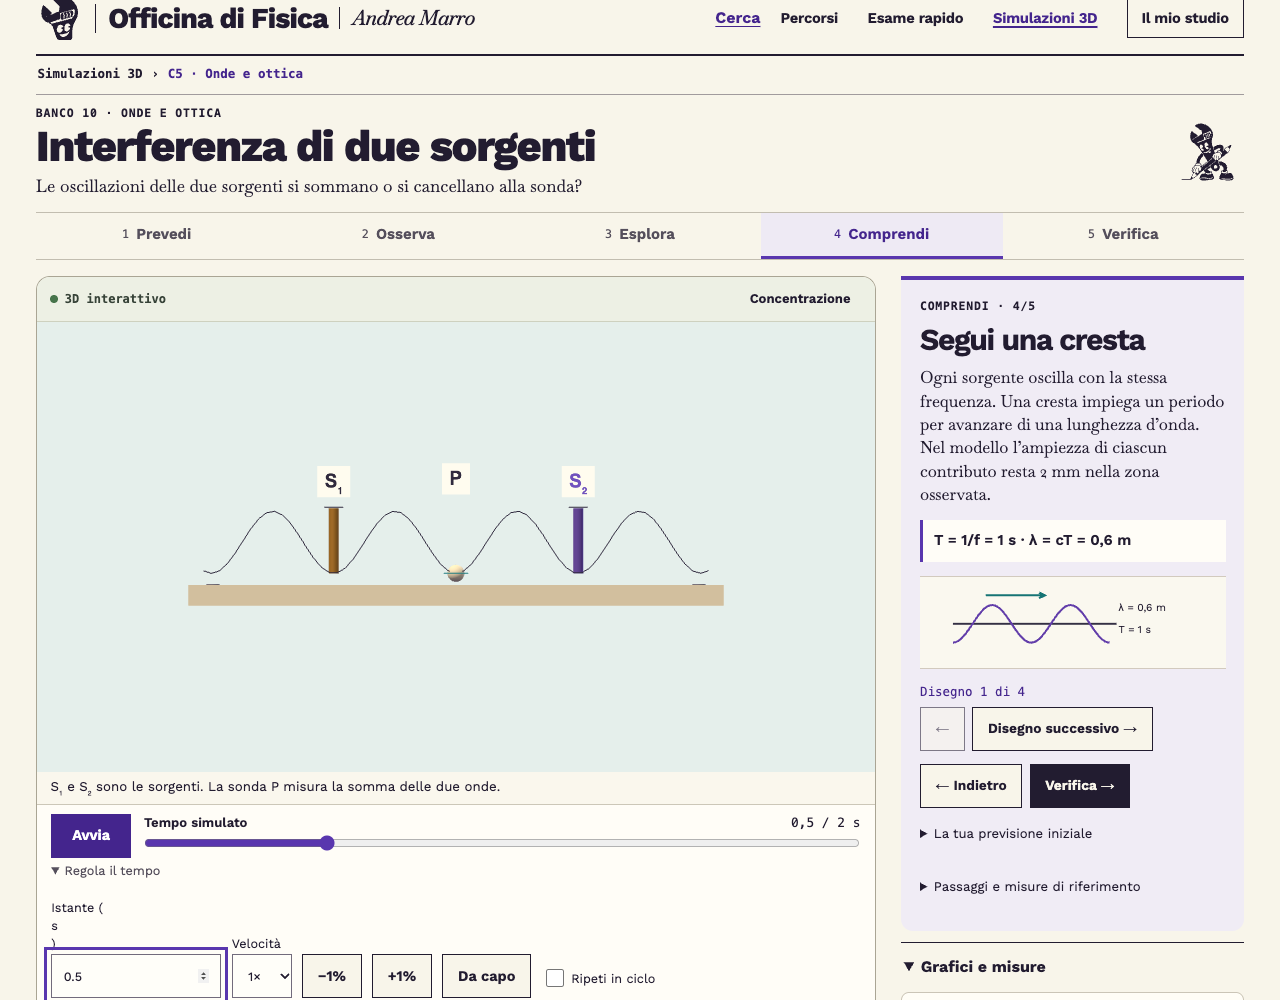 Officina di Fisica
Andrea Marro
Cerca
Percorsi
Esame rapido
Simulazioni 3D
Il mio studio
Simulazioni 3D › C5 · Onde e ottica
BANCO 10 · ONDE E OTTICA
Interferenza di due sorgenti
Le oscillazioni delle due sorgenti si sommano o si cancellano alla sonda?
1 Prevedi
2 Osserva
3 Esplora
4 Comprendi
5 Verifica
3D interattivo
Concentrazione
S₁
P
S₂
S₁ e S₂ sono le sorgenti. La sonda P misura la somma delle due onde.
Avvia
Tempo simulato
0,5 / 2 s
▼ Regola il tempo
Istante (
s
)
Velocità
0.5
1×
−1%
+1%
Da capo
Ripeti in ciclo
COMPRENDI · 4/5
Segui una cresta
Ogni sorgente oscilla con la stessa
frequenza. Una cresta impiega un periodo
per avanzare di una lunghezza d’onda.
Nel modello l’ampiezza di ciascun
contributo resta 2 mm nella zona
osservata.
T = 1/f = 1 s · λ = cT = 0,6 m
λ = 0,6 m
T = 1 s
Disegno 1 di 4
←
Disegno successivo →
← Indietro
Verifica →
▶ La tua previsione iniziale
▶ Passaggi e misure di riferimento
▼ Grafici e misure